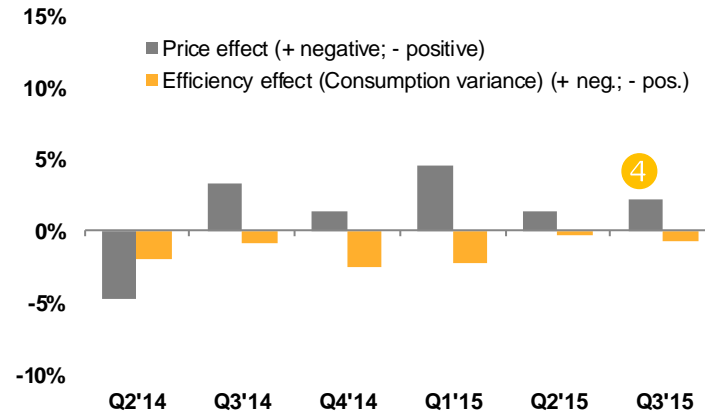 15%
Price effect (+ negative; - positive)
Efficiency effect (Consumption variance) (+ neg.; - pos.)
10%
5%
4
0%
-5%
-10%
Q2'14 Q3'14 Q4'14 Q1'15 Q2'15 Q3'15